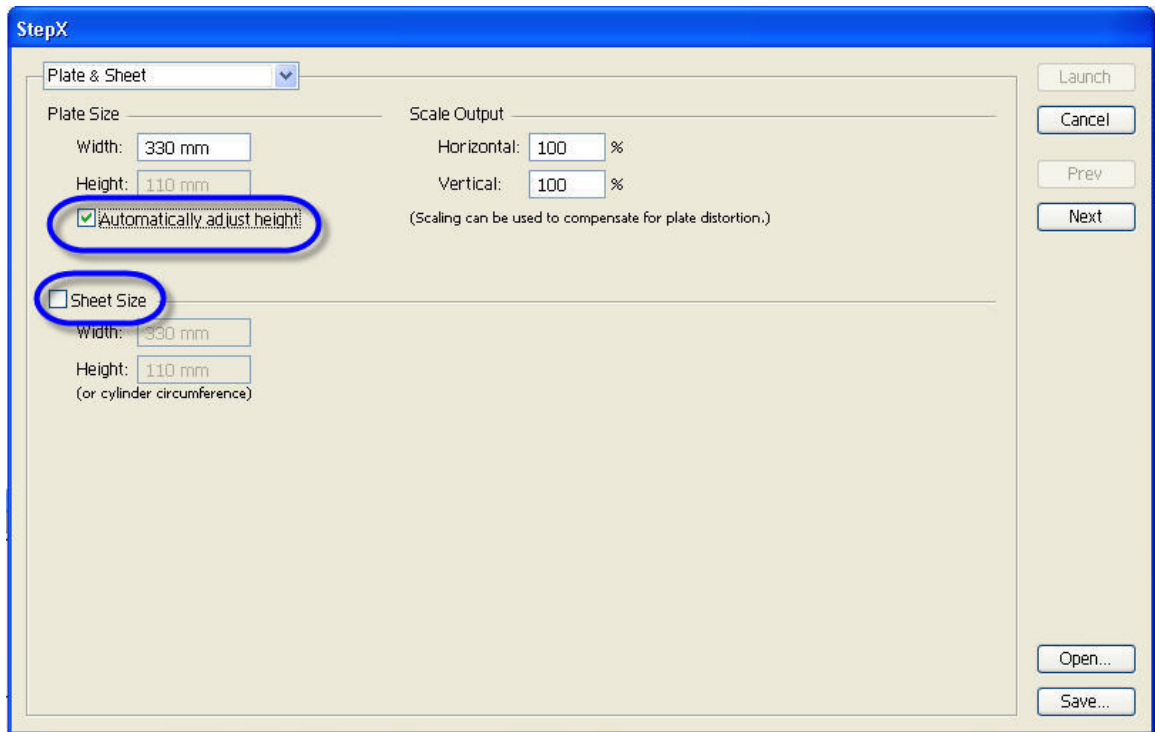 StepX
Plate & Sheet
Launch
Plate Size
Scale Output
Cancel
Width: 330 mm
Horizontal: 100 %
Height: 110 mm
Vertical: 100 %
Prev
Automatically adjust height
(Scaling can be used to compensate for plate distortion.)
Next
Sheet Size
Width: 330 mm
Height: 110 mm
(or cylinder circumference)
Open...
Save...